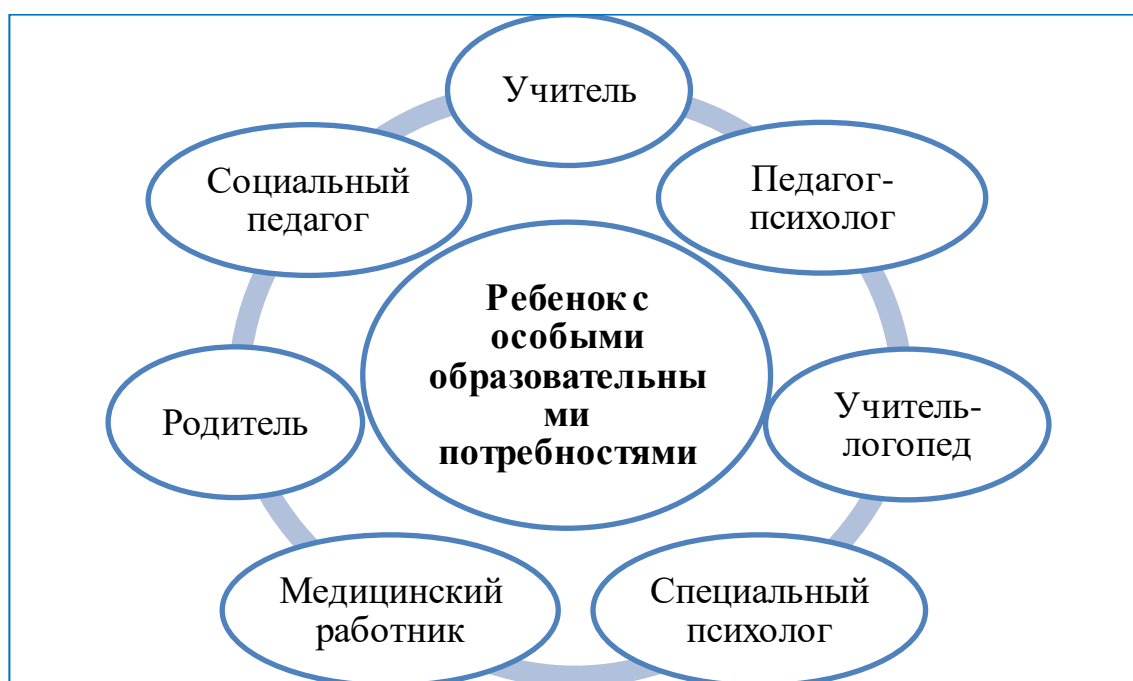 Учитель
Социальный
педагог
Педагог-
психолог
Ребенок с
особыми
образовательны
ми
потребностями
Родитель
Учитель-
логопед
Медицинский
работник
Специальный
психолог